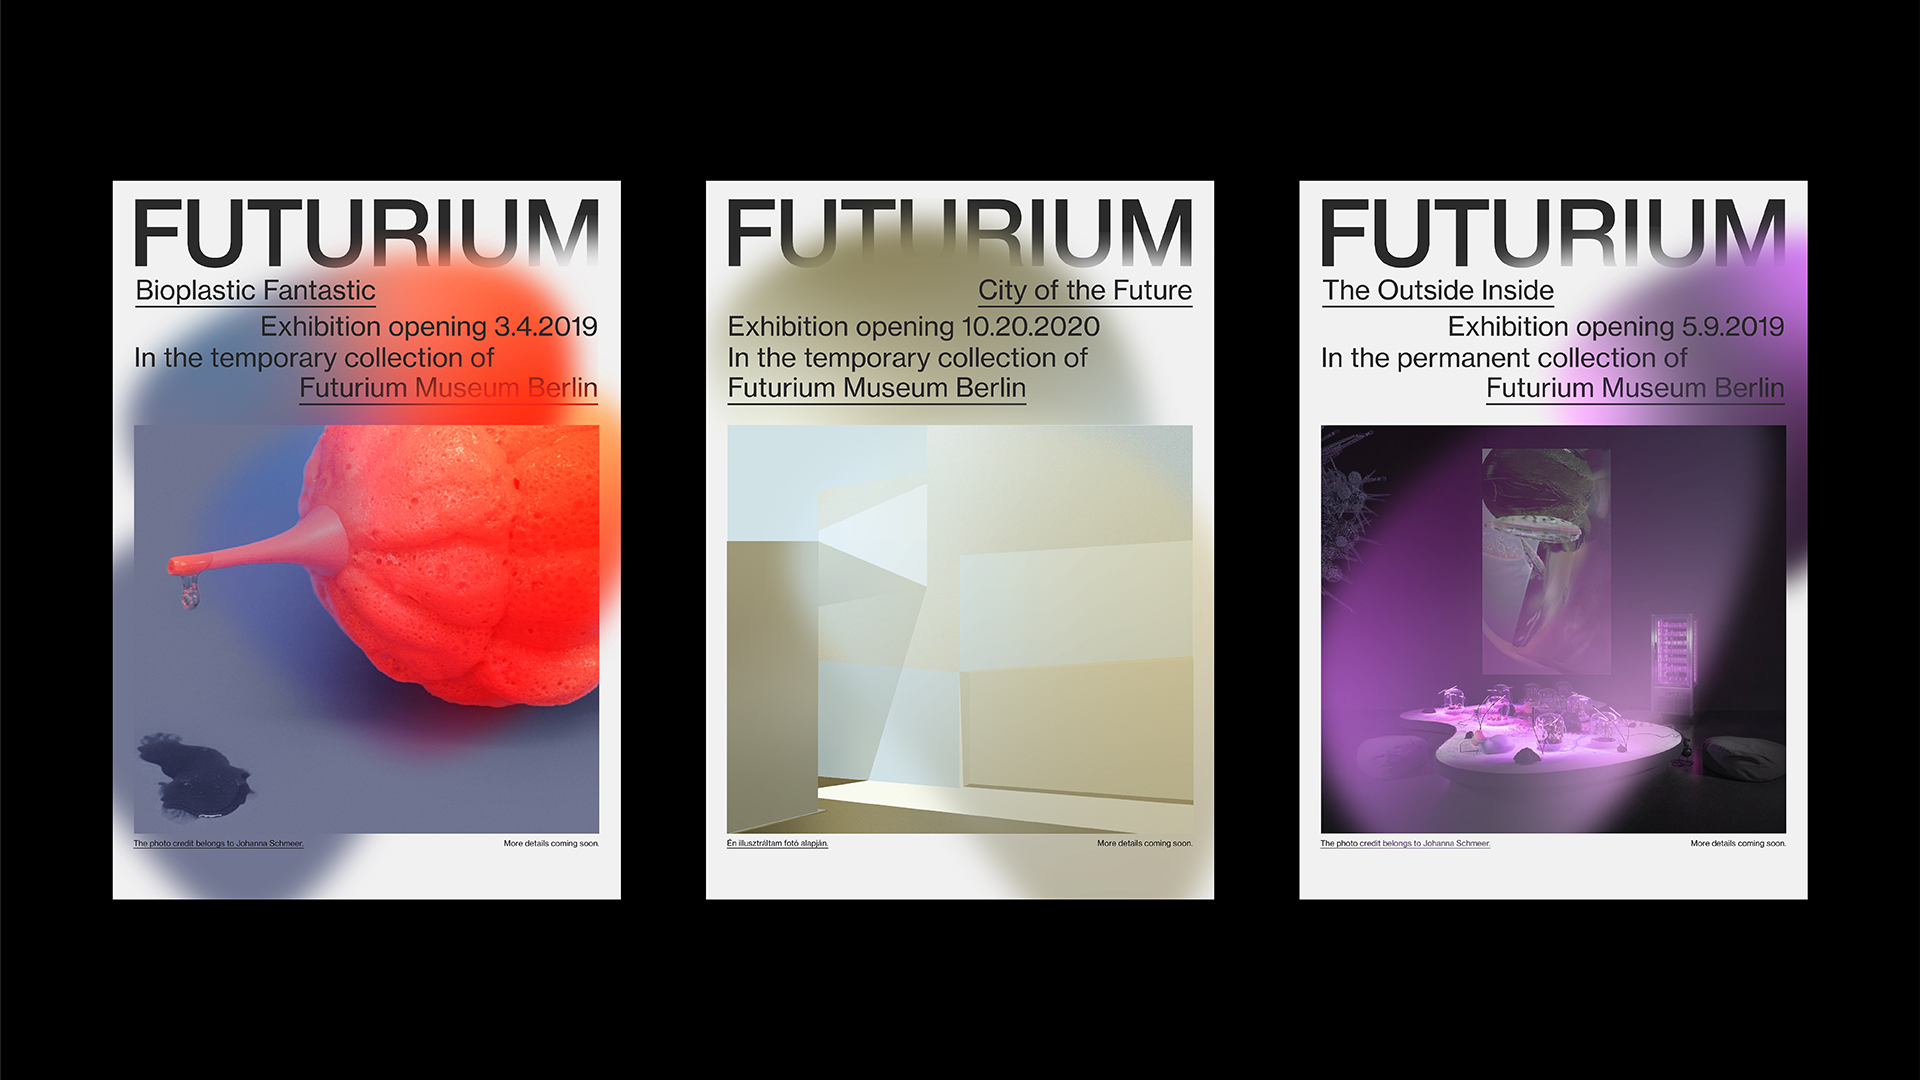 FUTURIUM
Bioplastic Fantastic
Exhibition opening 3.4.2019
In the temporary collection of
Futurium Museum Berlin
The photo credit belongs to Johanna Schmeer.
More details coming soon.
FUTURIUM
City of the Future
Exhibition opening 10.20.2020
In the temporary collection of
Futurium Museum Berlin
Én illusztráltam fotó alapján.
More details coming soon.
FUTURIUM
The Outside Inside
Exhibition opening 5.9.2019
In the permanent collection of
Futurium Museum Berlin
The photo credit belongs to Johanna Schmeer.
More details coming soon.